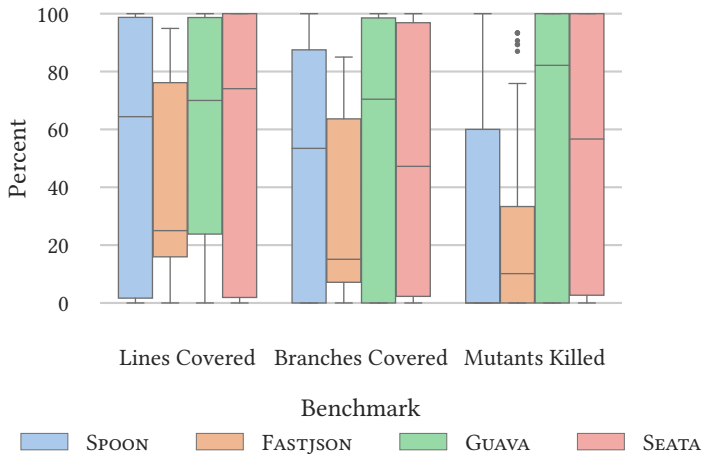 100
80
60
40
20
0
Percent
Lines Covered Branches Covered Mutants Killed
Benchmark
SPOON FASTJSON GUAVA SEATA